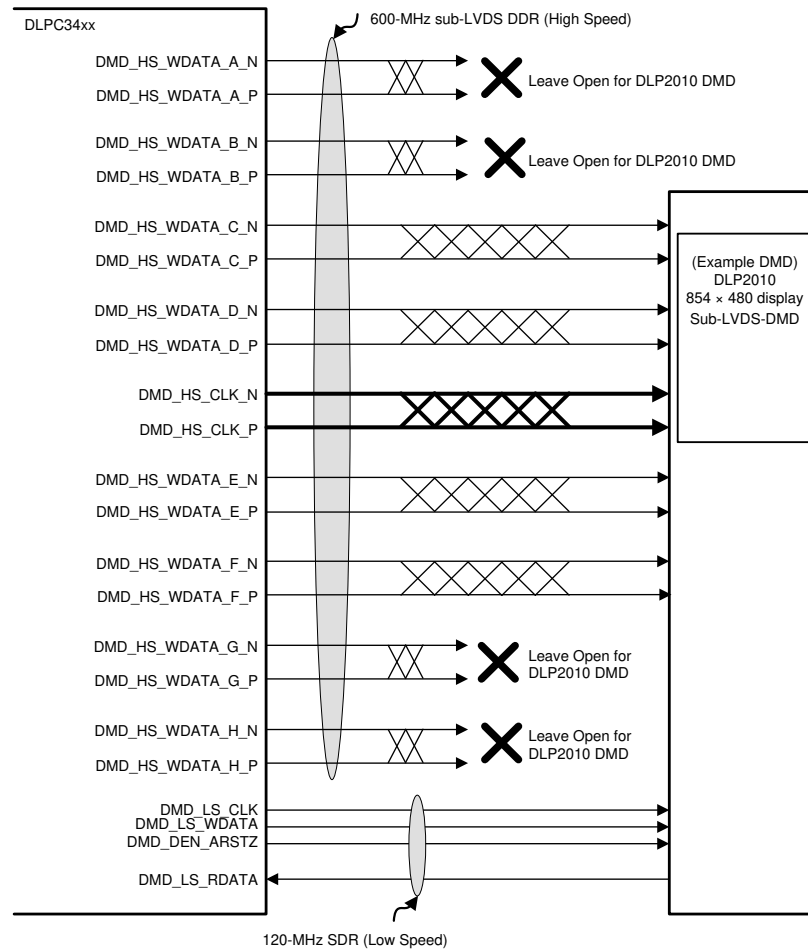 600-MHz sub-LVDS DDR (High Speed)
DLPC34xx
DMD_HS_WDATA_A_N
DMD_HS_WDATA_A_P
Leave Open for DLP2010 DMD
DMD_HS_WDATA_B_N
DMD_HS_WDATA_B_P
Leave Open for DLP2010 DMD
DMD_HS_WDATA_C_N
DMD_HS_WDATA_C_P
(Example DMD)
DLP2010
854 × 480 display
Sub-LVDS-DMD
DMD_HS_WDATA_D_N
DMD_HS_WDATA_D_P
DMD_HS_CLK_N
DMD_HS_CLK_P
DMD_HS_WDATA_E_N
DMD_HS_WDATA_E_P
DMD_HS_WDATA_F_N
DMD_HS_WDATA_F_P
DMD_HS_WDATA_G_N
DMD_HS_WDATA_G_P
Leave Open for
DLP2010 DMD
DMD_HS_WDATA_H_N
DMD_HS_WDATA_H_P
Leave Open for
DLP2010 DMD
DMD_LS_CLK
DMD_LS_WDATA
DMD_DEN_ARSTZ
DMD_LS_RDATA
120-MHz SDR (Low Speed)